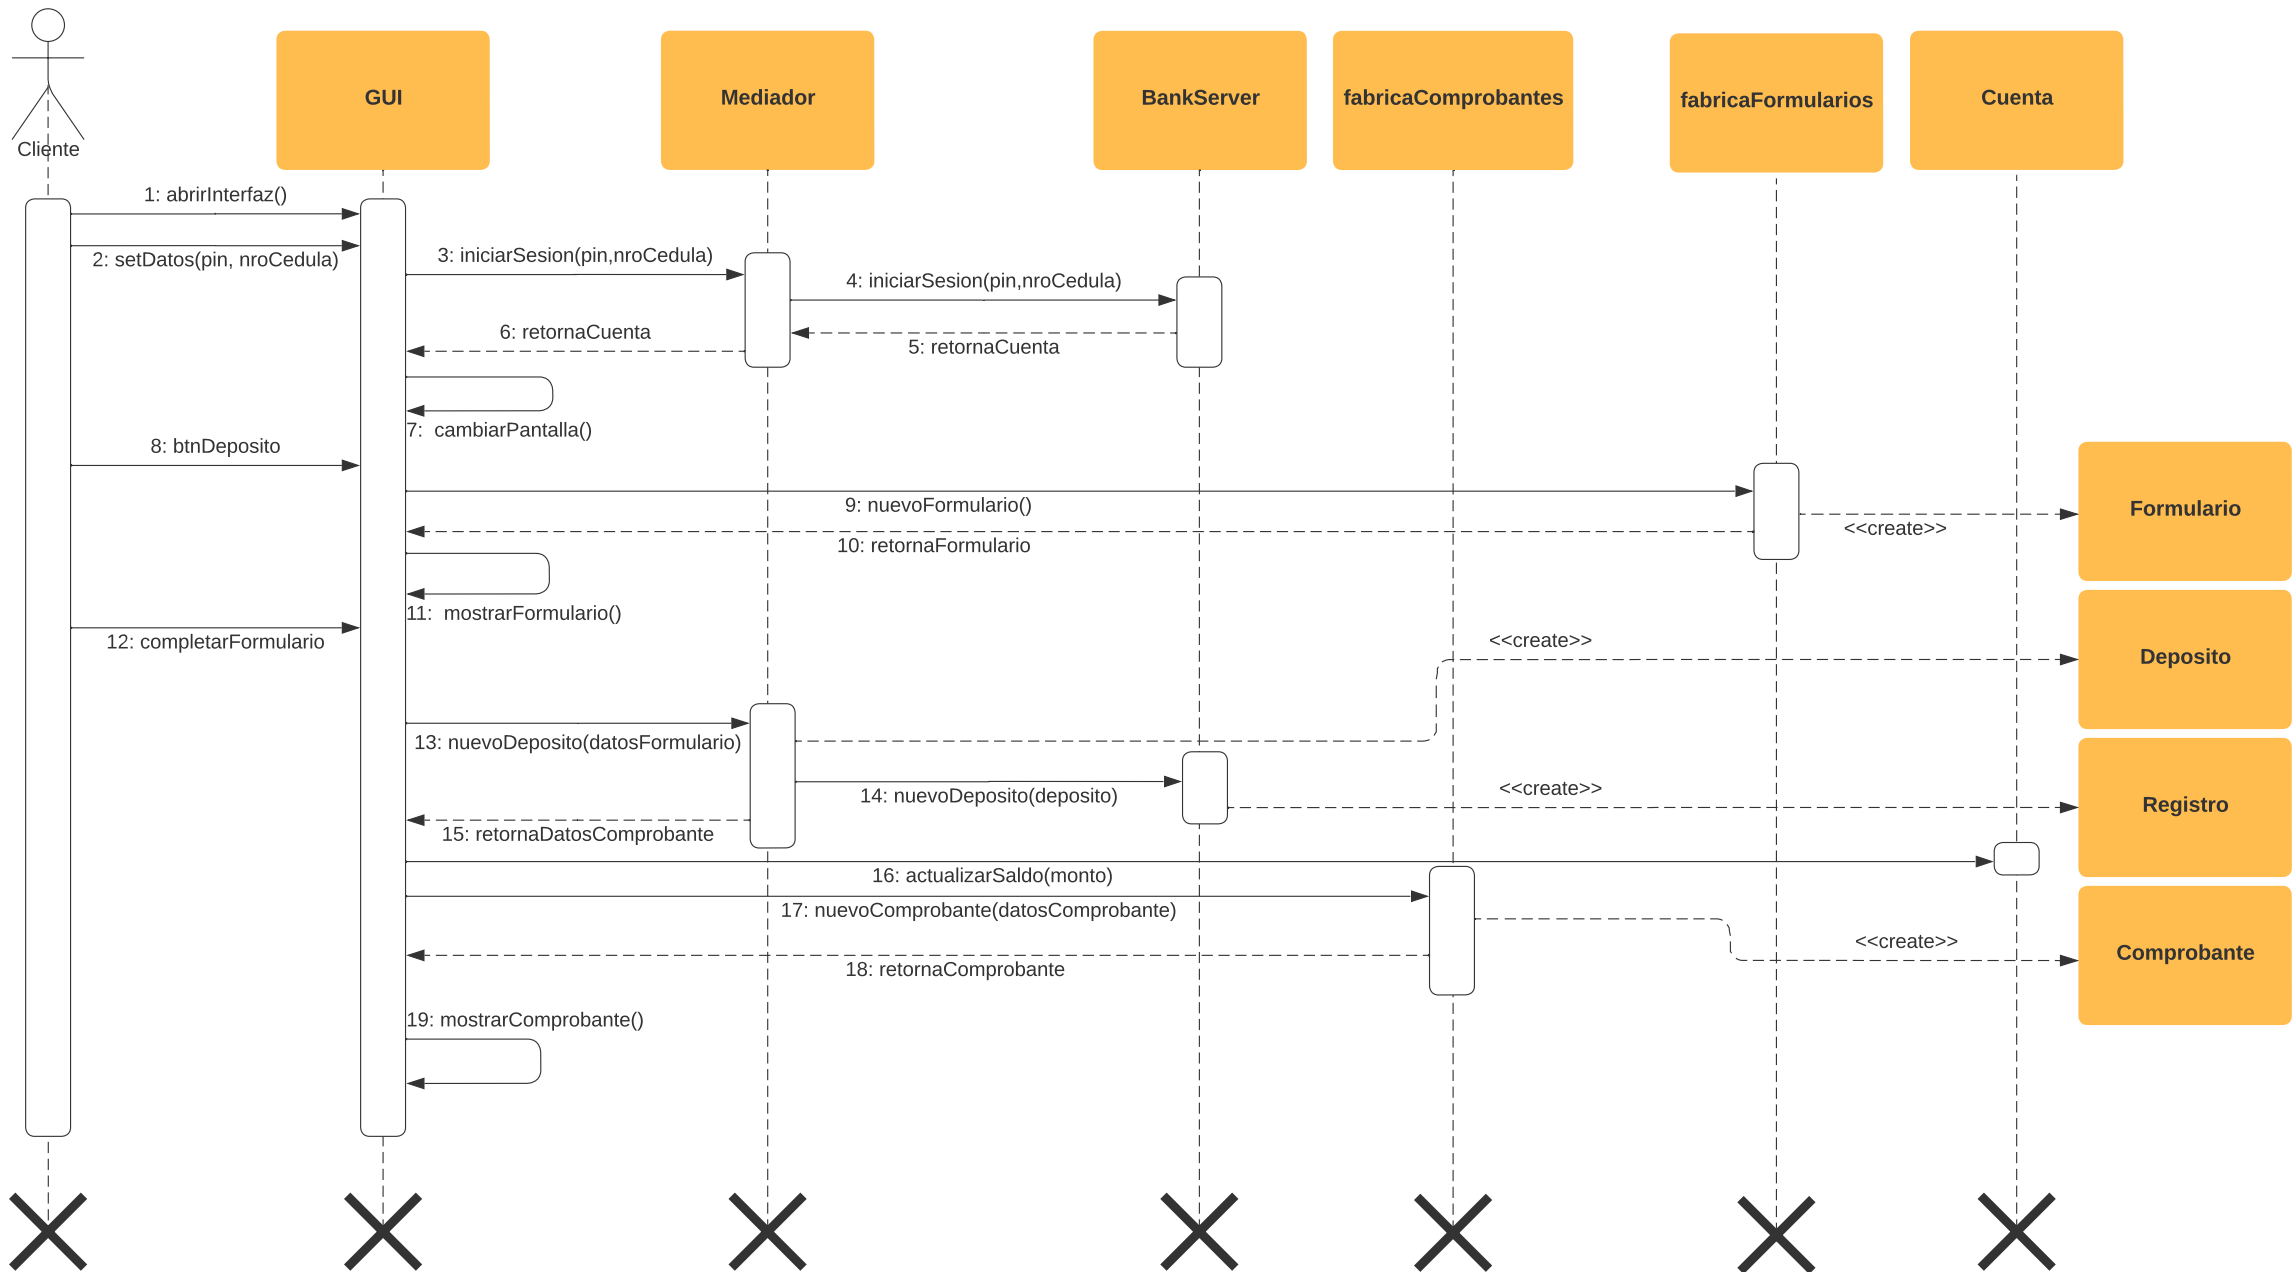 Cliente
GUI
Mediador
BankServer
fabricaComprobantes
fabricaFormularios
Cuenta
1: abrirInterfaz()
2: setDatos(pin, nroCedula)
3: iniciarSesion(pin,nroCedula)
4: iniciarSesion(pin,nroCedula)
6: retornaCuenta
5: retornaCuenta
7:  cambiarPantalla()
8: btnDeposito
9: nuevoFormulario()
Formulario
<<create>>
10: retornaFormulario
11:  mostrarFormulario()
12: completarFormulario
<<create>>
Deposito
13: nuevoDeposito(datosFormulario)
14: nuevoDeposito(deposito)
<<create>>
Registro
15: retornaDatosComprobante
16: actualizarSaldo(monto)
17: nuevoComprobante(datosComprobante)
<<create>>
Comprobante
18: retornaComprobante
19: mostrarComprobante()